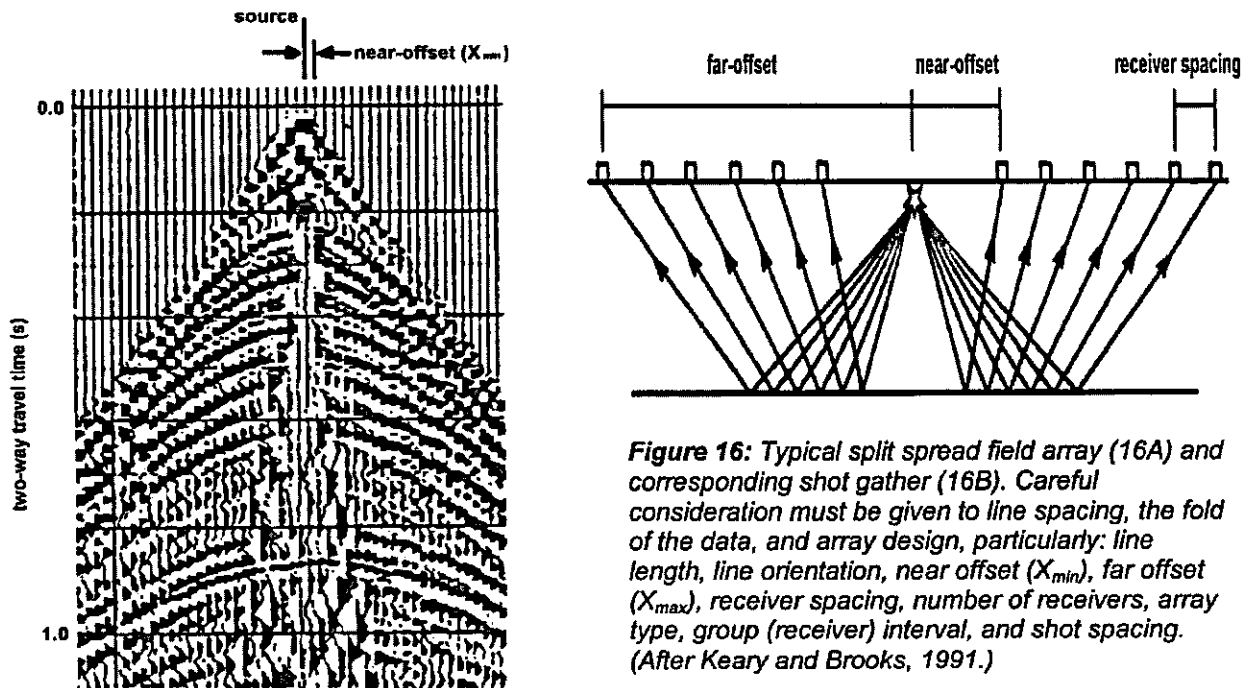 source
near-offset (Xmin)
0.0
two-way travel time (s)
1.0
far-offset
near-offset
receiver spacing
Figure 16: Typical split spread field array (16A) and
corresponding shot gather (16B). Careful
consideration must be given to line spacing, the fold
of the data, and array design, particularly: line
length, line orientation, near offset (Xmin), far offset
(Xmax), receiver spacing, number of receivers, array
type, group (receiver) interval, and shot spacing.
(After Keary and Brooks, 1991.)